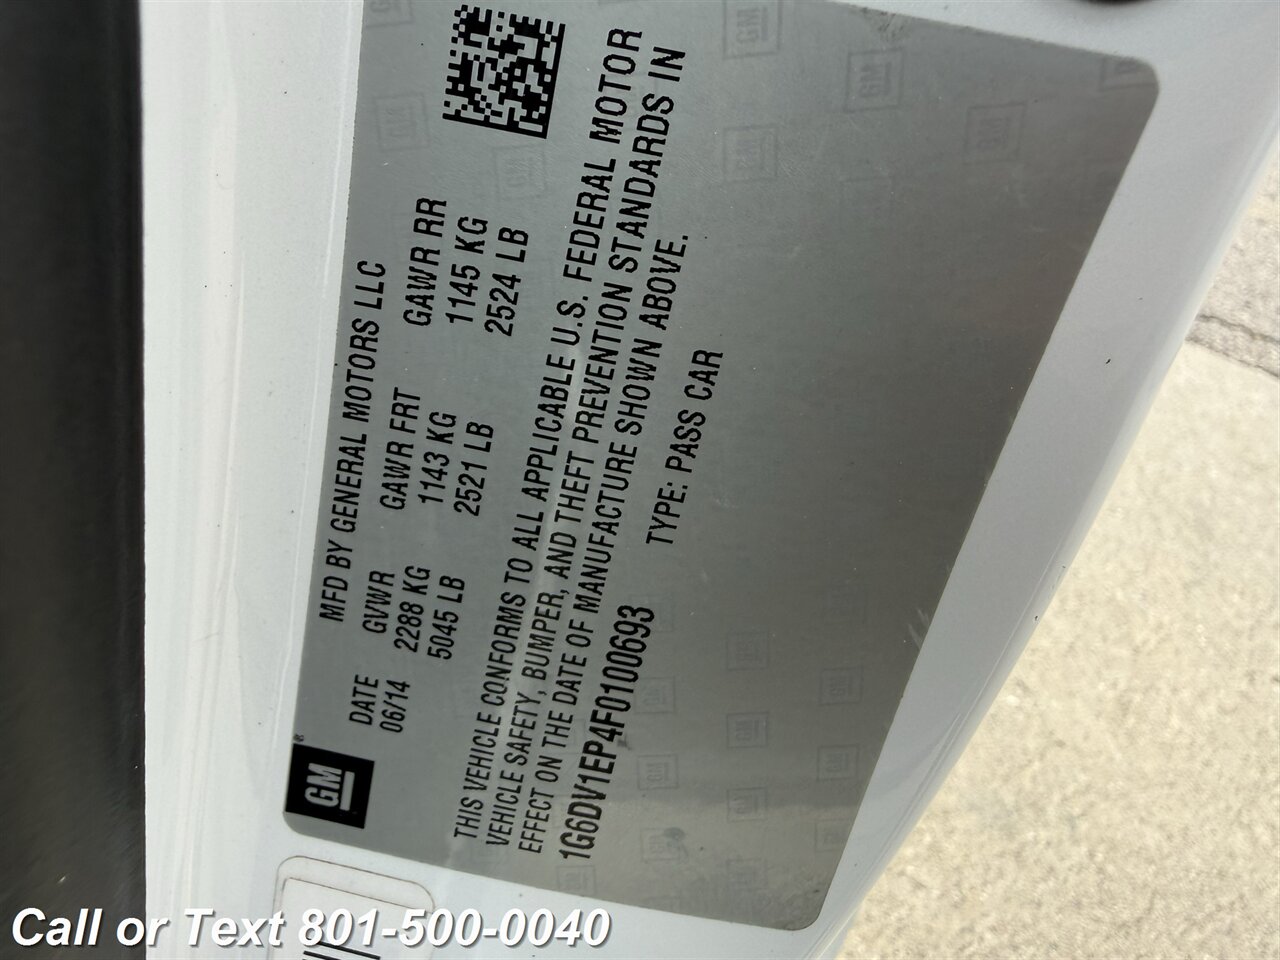 GM®
MFD BY GENERAL MOTORS LLC
DATE GVWR GAWR FRT GAWR RR
06/14 2288 KG 1143 KG 1145 KG
5045 LB 2521 LB 2524 LB
THIS VEHICLE CONFORMS TO ALL APPLICABLE U.S. FEDERAL MOTOR
VEHICLE SAFETY, BUMPER, AND THEFT PREVENTION STANDARDS IN
EFFECT ON THE DATE OF MANUFACTURE SHOWN ABOVE.
1G6DV1EP4F0100693 TYPE: PASS CAR
Call or Text 801-500-0040